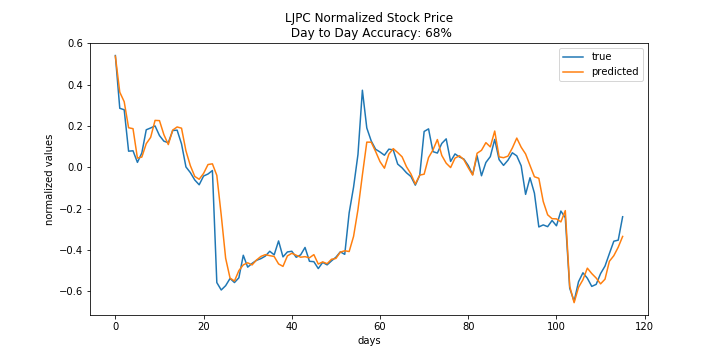 LJPC Normalized Stock Price
Day to Day Accuracy: 68%
true
predicted
normalized values
0.6
0.4
0.2
0.0
−0.2
−0.4
−0.6
0
20
40
60
80
100
120
days